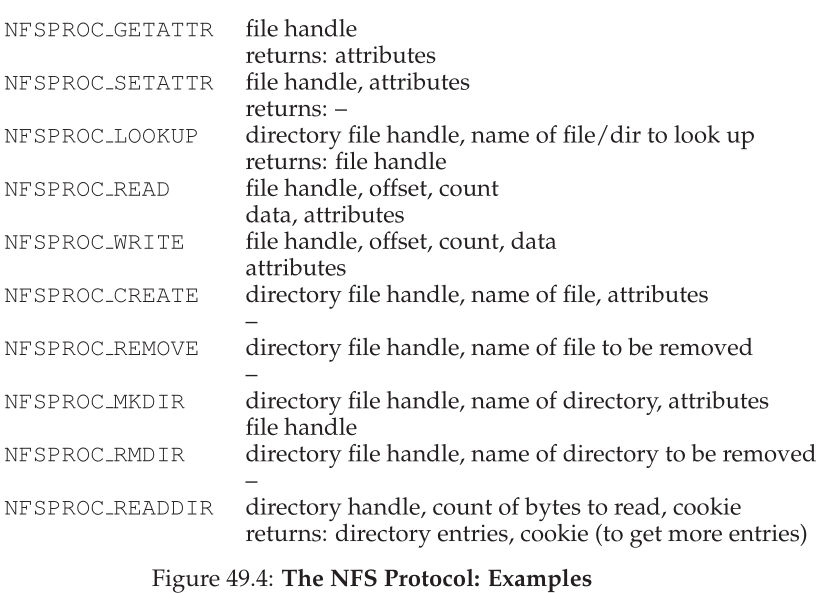 NFSPROC_GETATTR file handle
returns: attributes
NFSPROC_SETATTR file handle, attributes
returns: –
NFSPROC_LOOKUP directory file handle, name of file/dir to look up
returns: file handle
NFSPROC_READ file handle, offset, count
data, attributes
NFSPROC_WRITE file handle, offset, count, data
attributes
NFSPROC_CREATE directory file handle, name of file, attributes
–
NFSPROC_REMOVE directory file handle, name of file to be removed
–
NFSPROC_MKDIR directory file handle, name of directory, attributes
file handle
NFSPROC_RMDIR directory file handle, name of directory to be removed
–
NFSPROC_READDIR directory handle, count of bytes to read, cookie
returns: directory entries, cookie (to get more entries)
Figure 49.4: The NFS Protocol: Examples